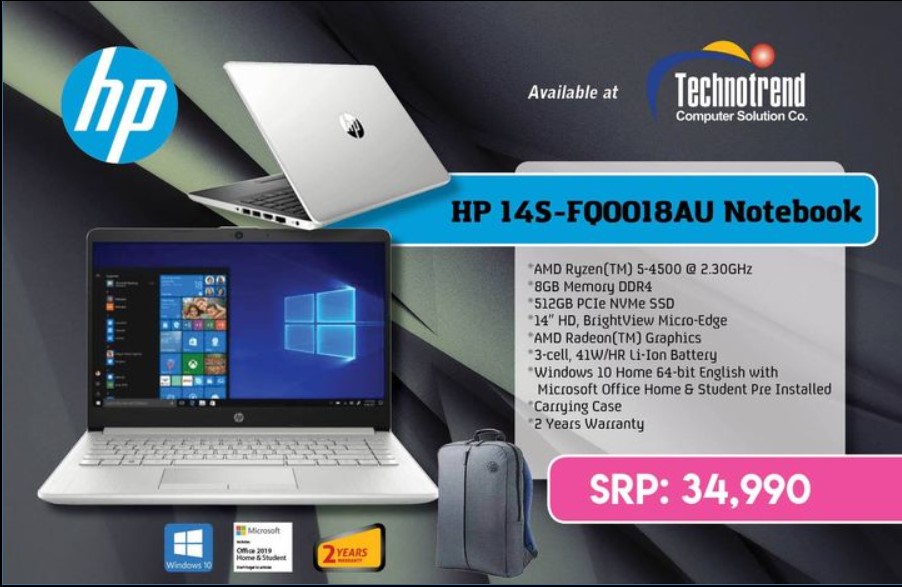 hp
Available at
Technotrend
Computer Solution Co.
HP 14S-FQ0018AU Notebook
*AMD Ryzen(TM) 5-4500 @ 2.30GHz
*8GB Memory DDR4
*512GB PCIe NVMe SSD
*14" HD, BrightView Micro-Edge
*AMD Radeon(TM) Graphics
*3-cell, 41W/HR Li-Ion Battery
*Windows 10 Home 64-bit English with
Microsoft Office Home & Student Pre Installed
*Carrying Case
*2 Years Warranty
SRP: 34,990
Windows 10
Microsoft
Office 2019
Home & Student
2 YEARS
WARRANTY